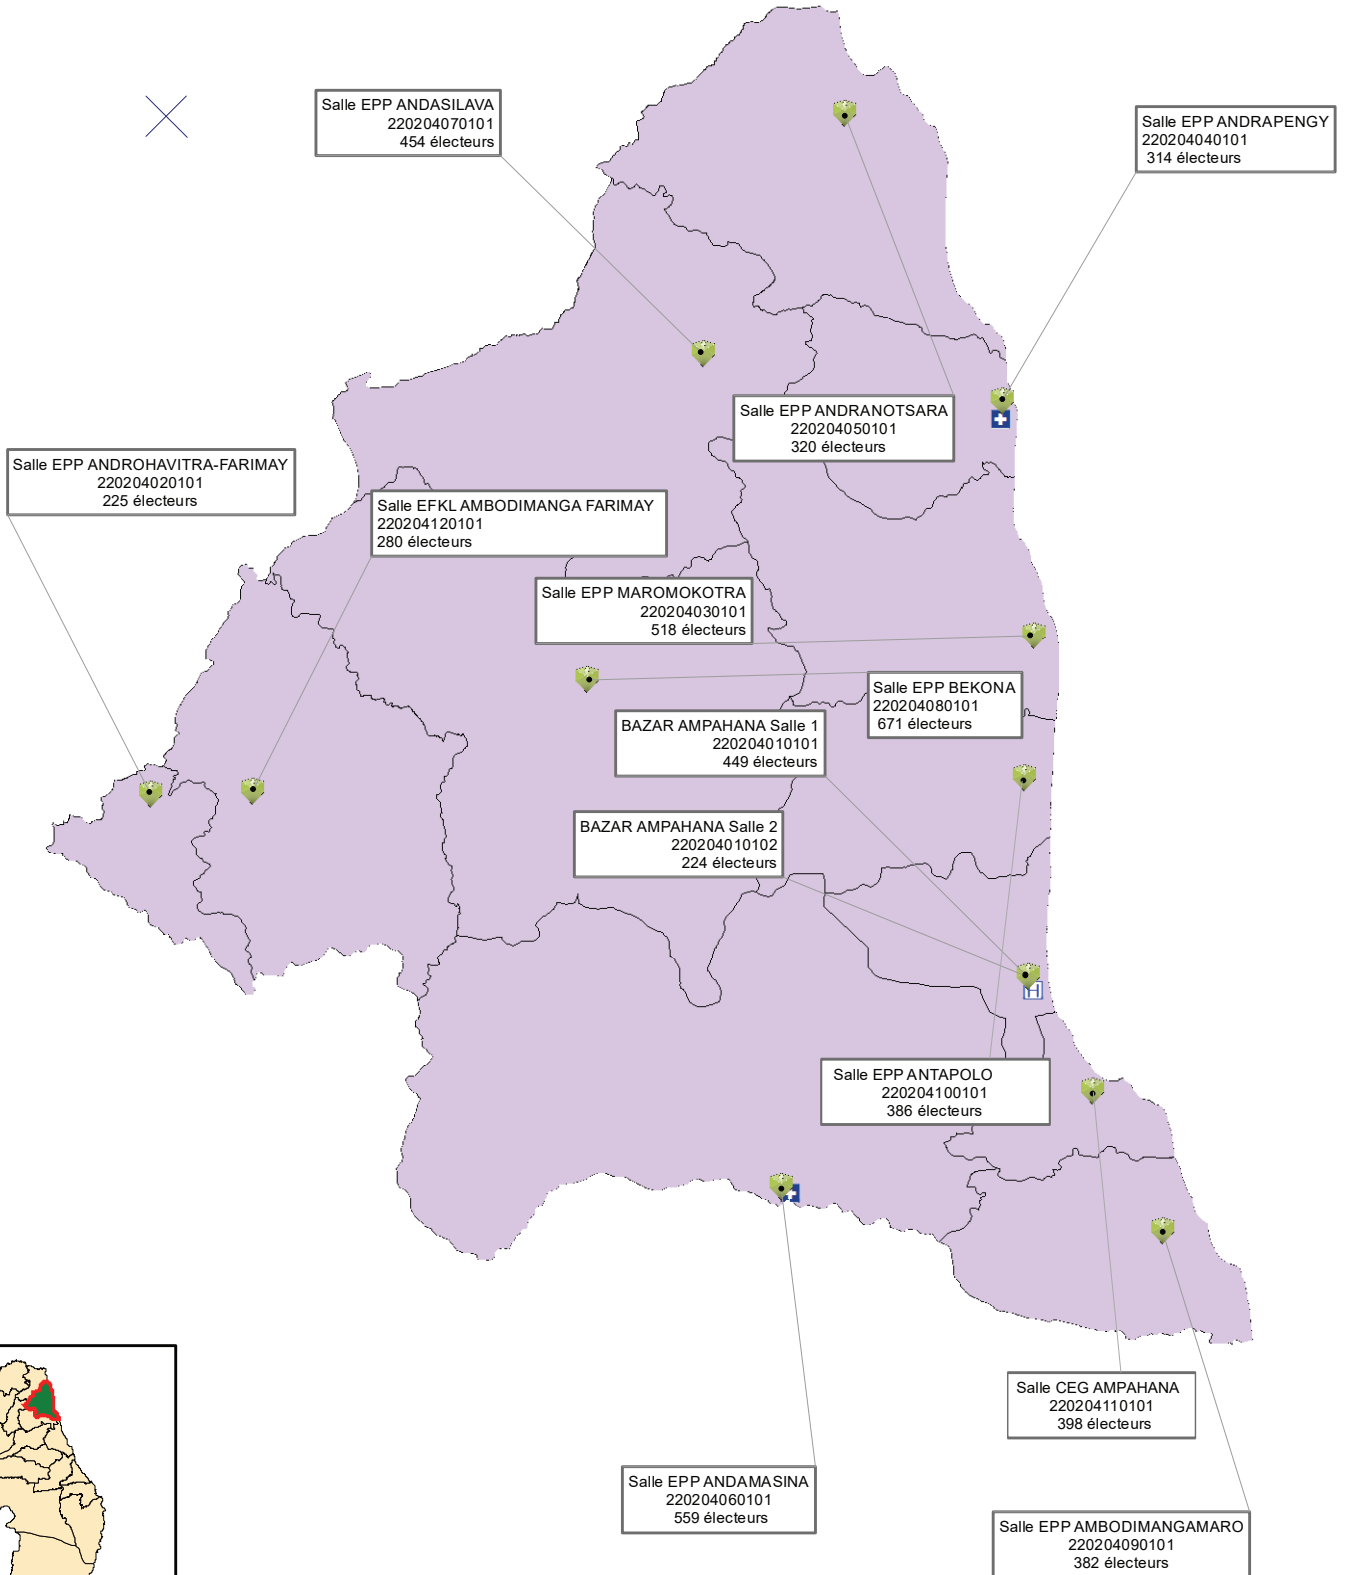 Salle EPP ANDASILAVA
220204070101
454 électeurs
Salle EPP ANDRAPENGY
220204040101
314 électeurs
Salle EPP ANDRANOTSARA
220204050101
320 électeurs
Salle EPP ANDROHAVITRA-FARIMAY
220204020101
225 électeurs
Salle EFKL AMBODIMANGA FARIMAY
220204120101
280 électeurs
Salle EPP MAROMOKOTRA
220204030101
518 électeurs
Salle EPP BEKONA
220204080101
671 électeurs
BAZAR AMPAHANA Salle 1
220204010101
449 électeurs
BAZAR AMPAHANA Salle 2
220204010102
224 électeurs
H
Salle EPP ANTAPOLO
220204100101
386 électeurs
Salle CEG AMPAHANA
220204110101
398 électeurs
Salle EPP ANDAMASINA
220204060101
559 électeurs
Salle EPP AMBODIMANGAMARO
220204090101
382 électeurs